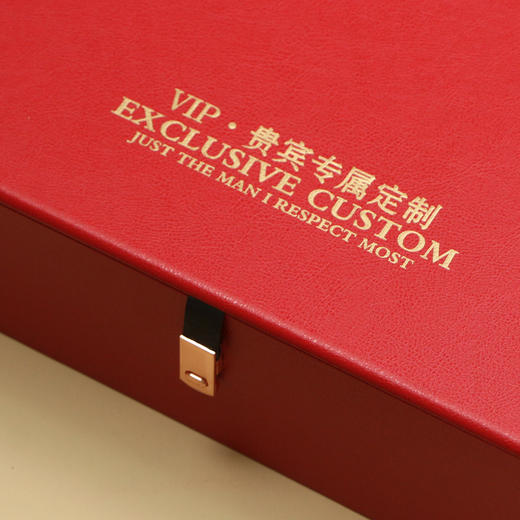 VIP · 贵宾专属定制
EXCLUSIVE CUSTOM
JUST THE MAN I RESPECT MOST